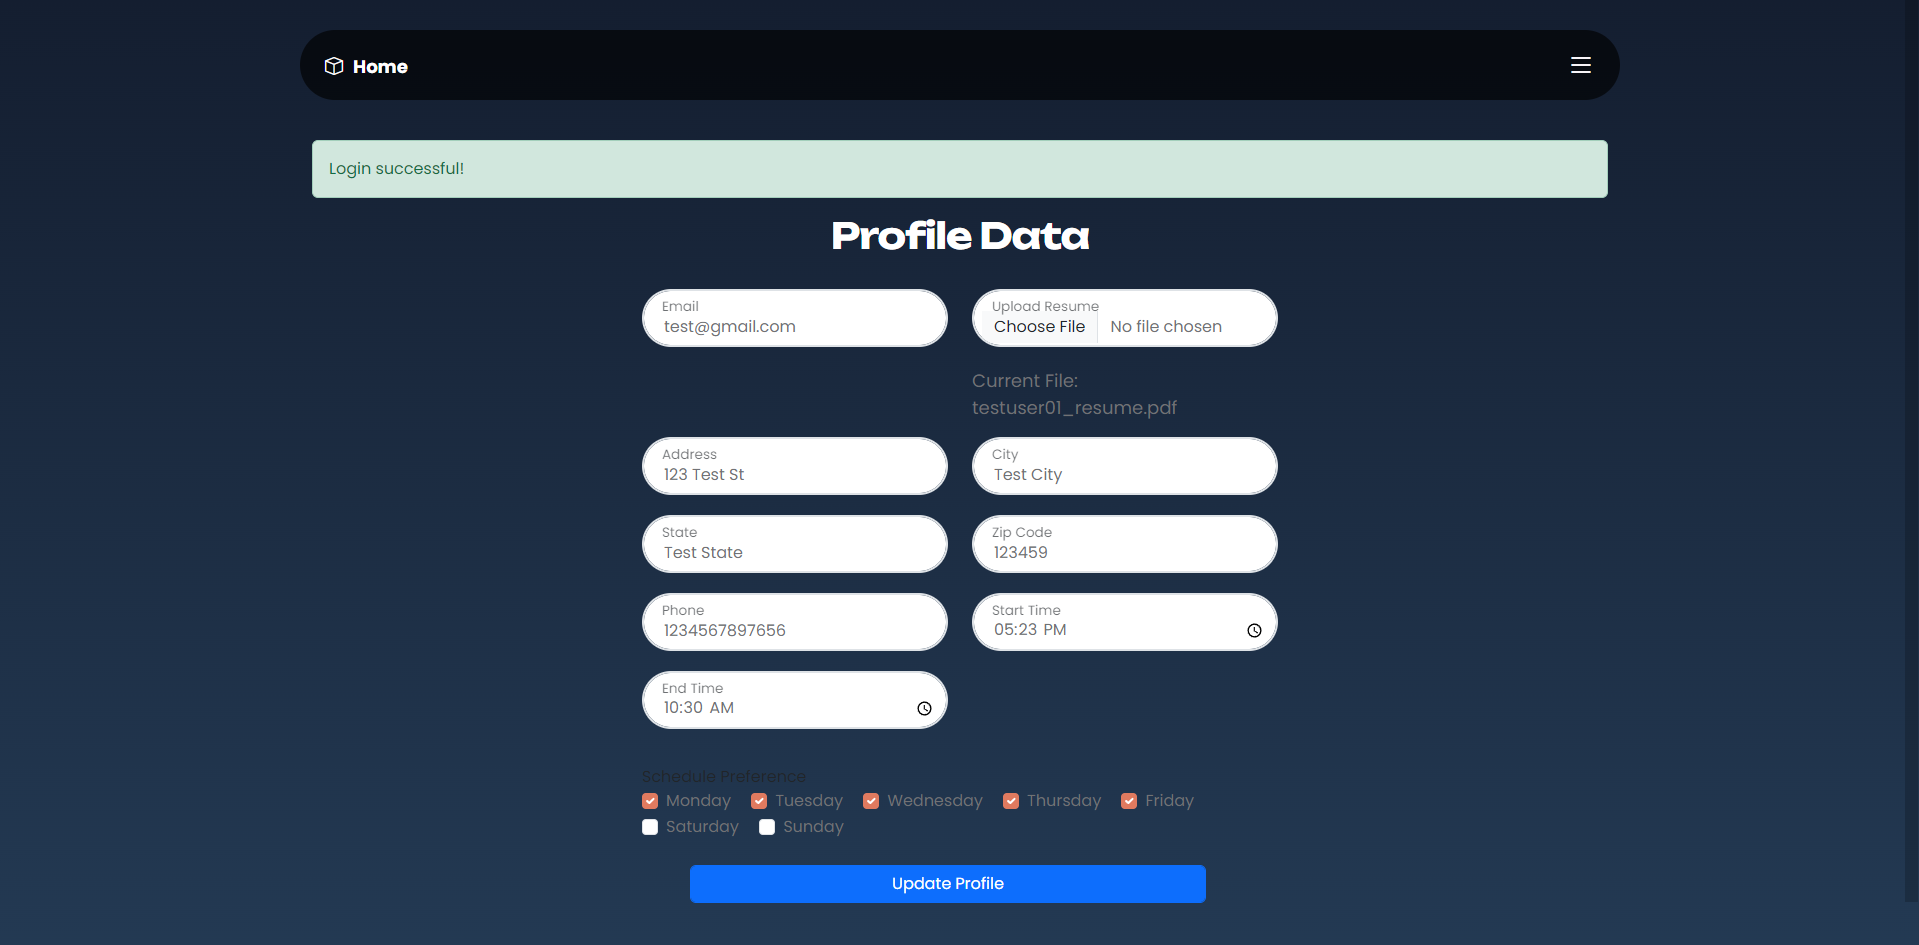 Home
Login successful!
Profile Data
Email
test@gmail.com
Upload Resume
Choose File No file chosen
Current File:
testuser01_resume.pdf
Address
123 Test St
City
Test City
State
Test State
Zip Code
123459
Phone
1234567897656
Start Time
05:23 PM
End Time
10:30 AM
Schedule Preference
Monday Tuesday Wednesday Thursday Friday
Saturday Sunday
Update Profile